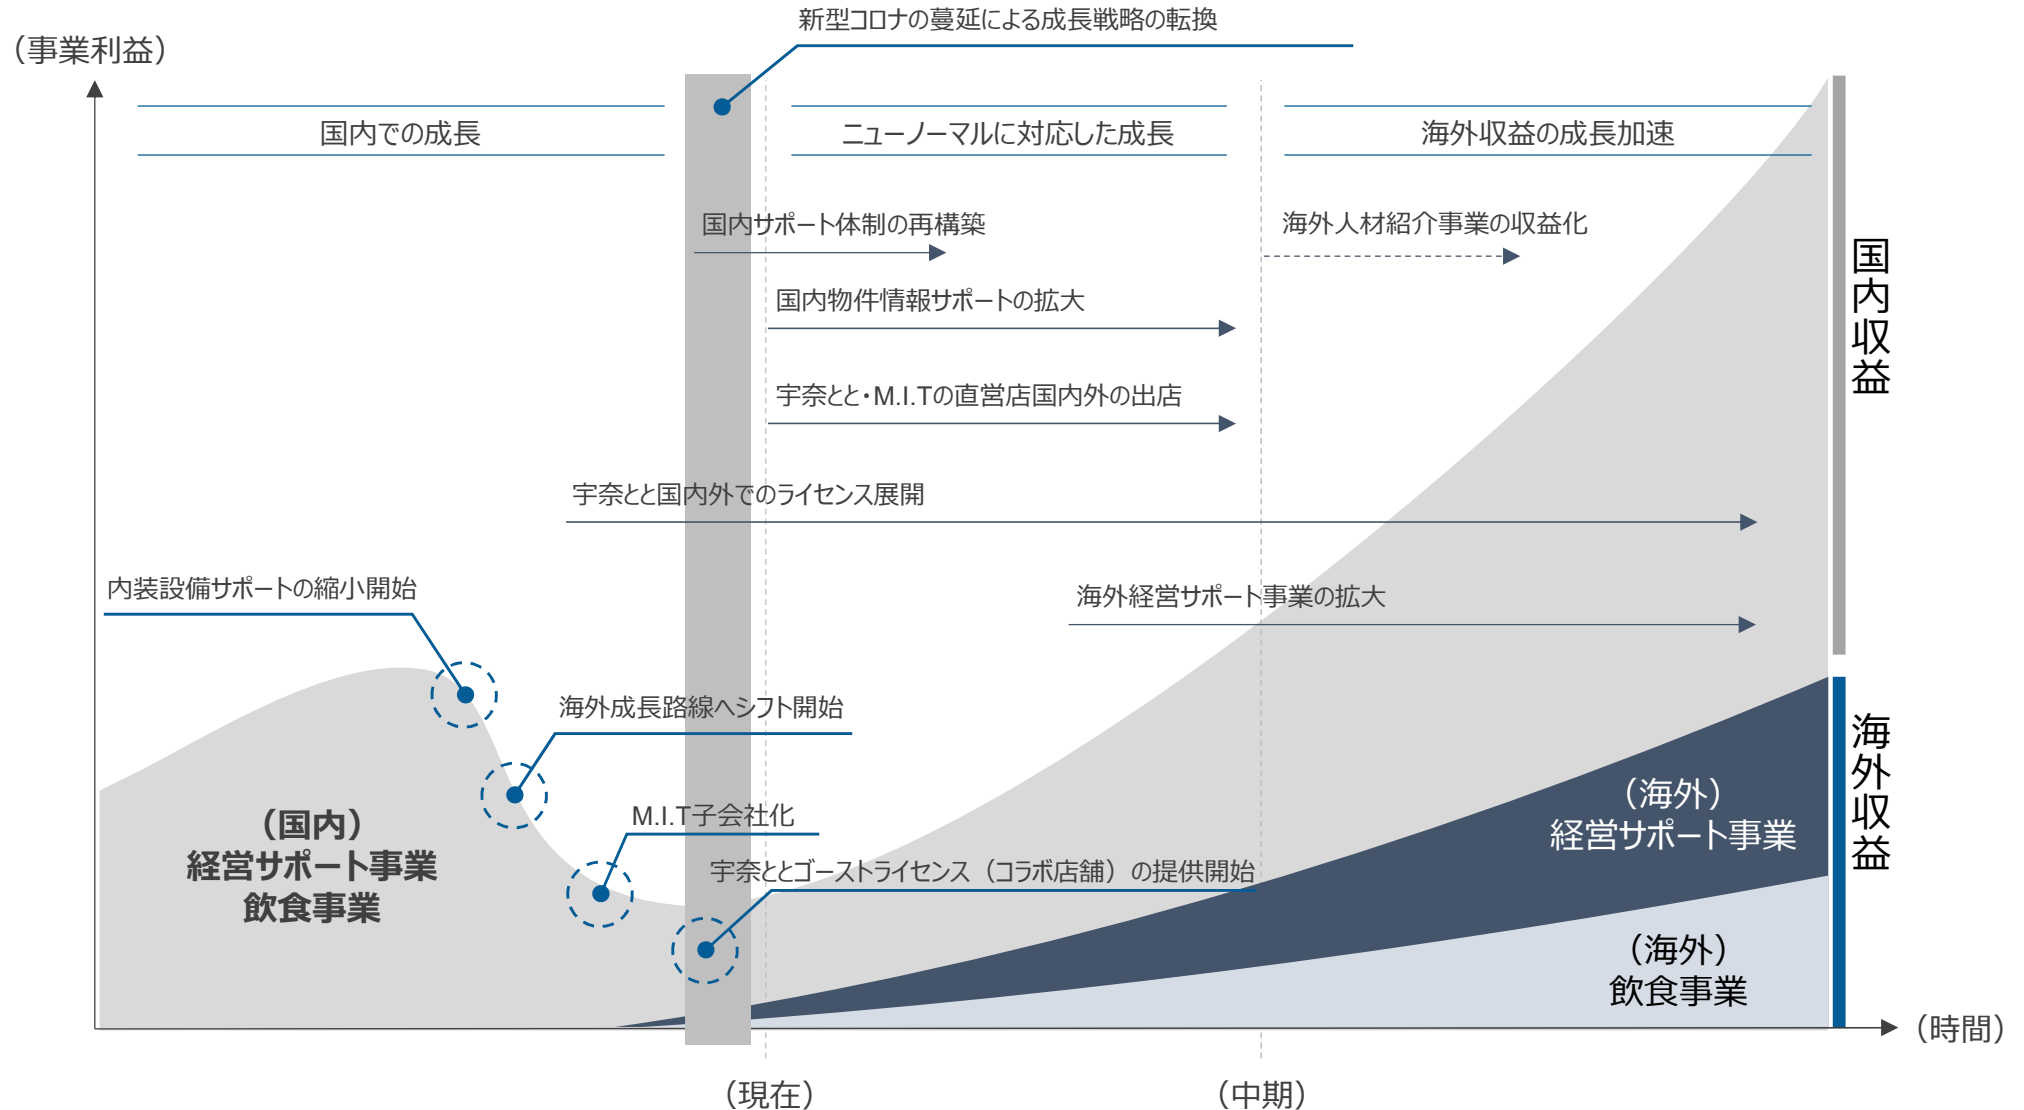 新型コロナの蔓延による成長戦略の転換
（事業利益）
国内での成長
ニューノーマルに対応した成長
海外収益の成長加速
国内サポート体制の再構築
海外人材紹介事業の収益化
国内物件情報サポートの拡大
宇奈とと・M.I.Tの直営店国内外の出店
宇奈とと国内外でのライセンス展開
内装設備サポートの縮小開始
海外経営サポート事業の拡大
海外成長路線へシフト開始
M.I.T子会社化
宇奈ととゴーストライセンス（コラボ店舗）の提供開始
（国内）
経営サポート事業
飲食事業
（海外）
経営サポート事業
（海外）
飲食事業
国内収益
海外収益
（時間）
（現在）
（中期）